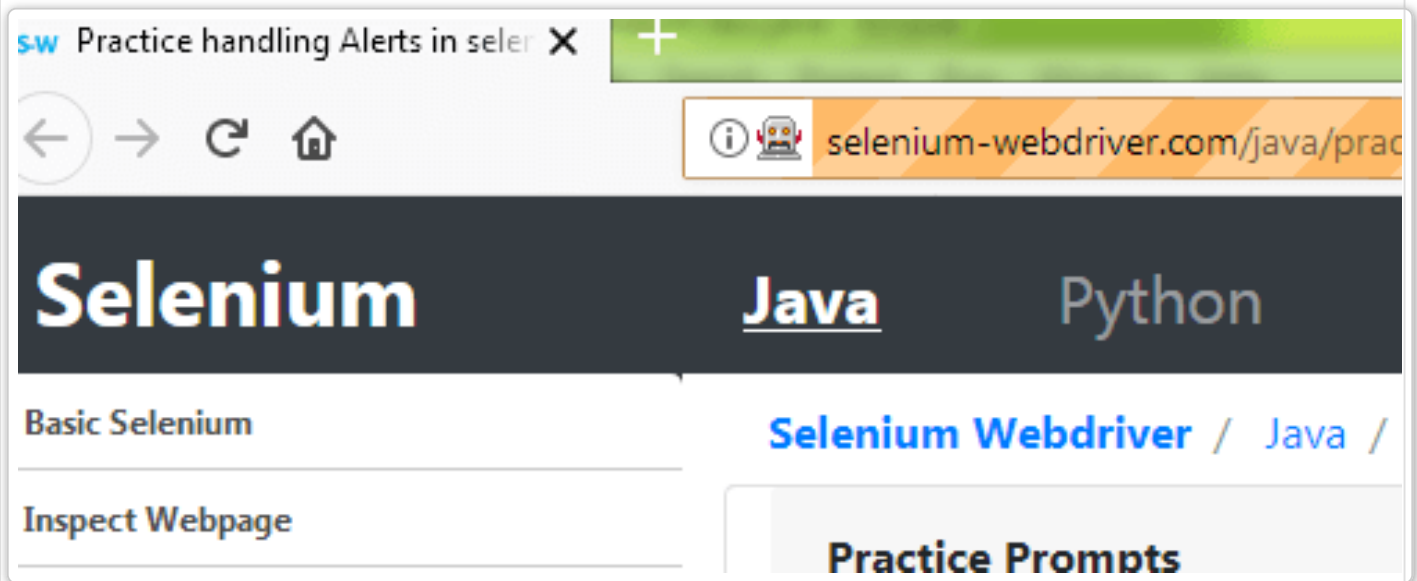 s-w Practice handling Alerts in seler
selenium-webdriver.com/java/prac
Selenium Java Python
Basic Selenium
Selenium Webdriver / Java /
Inspect Webpage
Practice Prompts